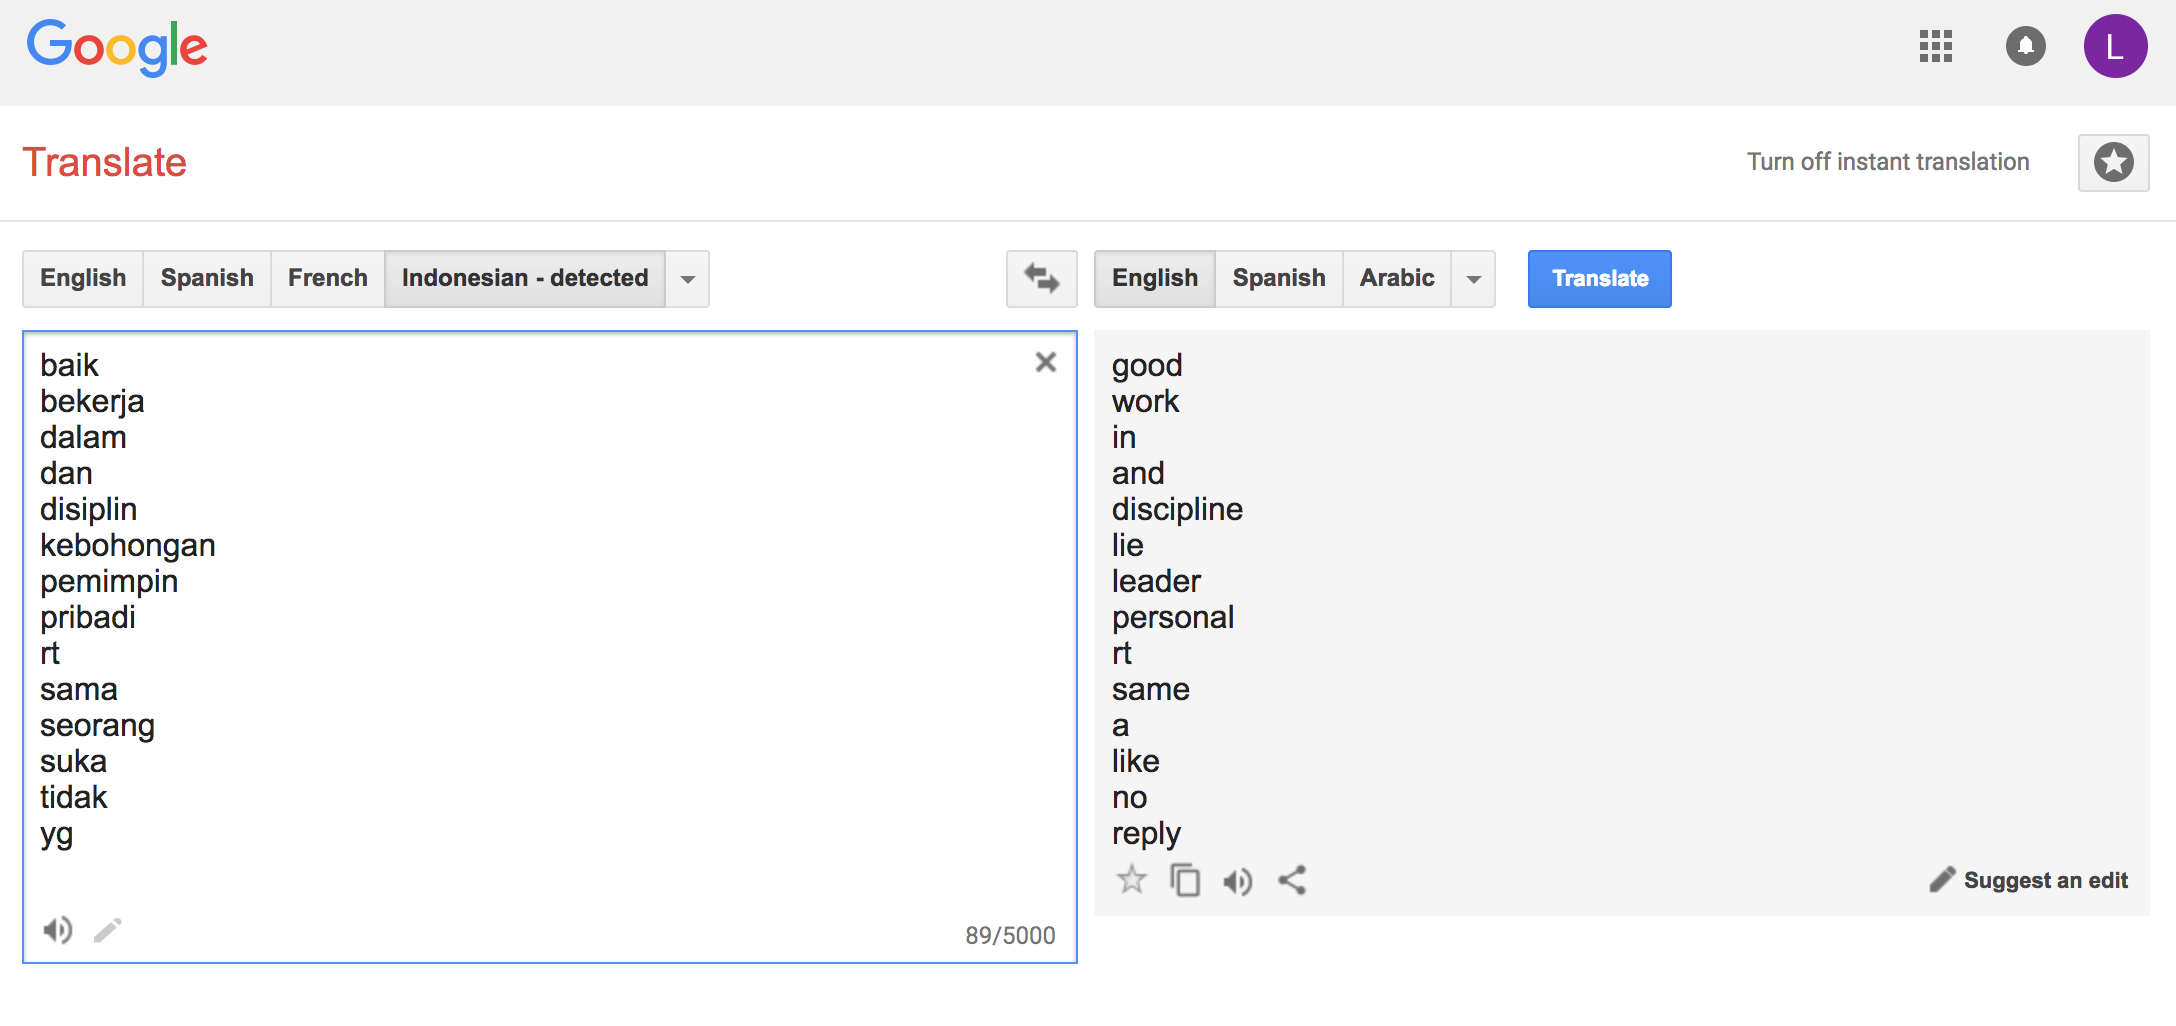 Google
L
Translate
Turn off instant translation
English Spanish French Indonesian - detected
English Spanish Arabic Translate
baik
bekerja
dalam
dan
disiplin
kebohongan
pemimpin
pribadi
rt
sama
seorang
suka
tidak
yg
89/5000
good
work
in
and
discipline
lie
leader
personal
rt
same
a
like
no
reply
Suggest an edit